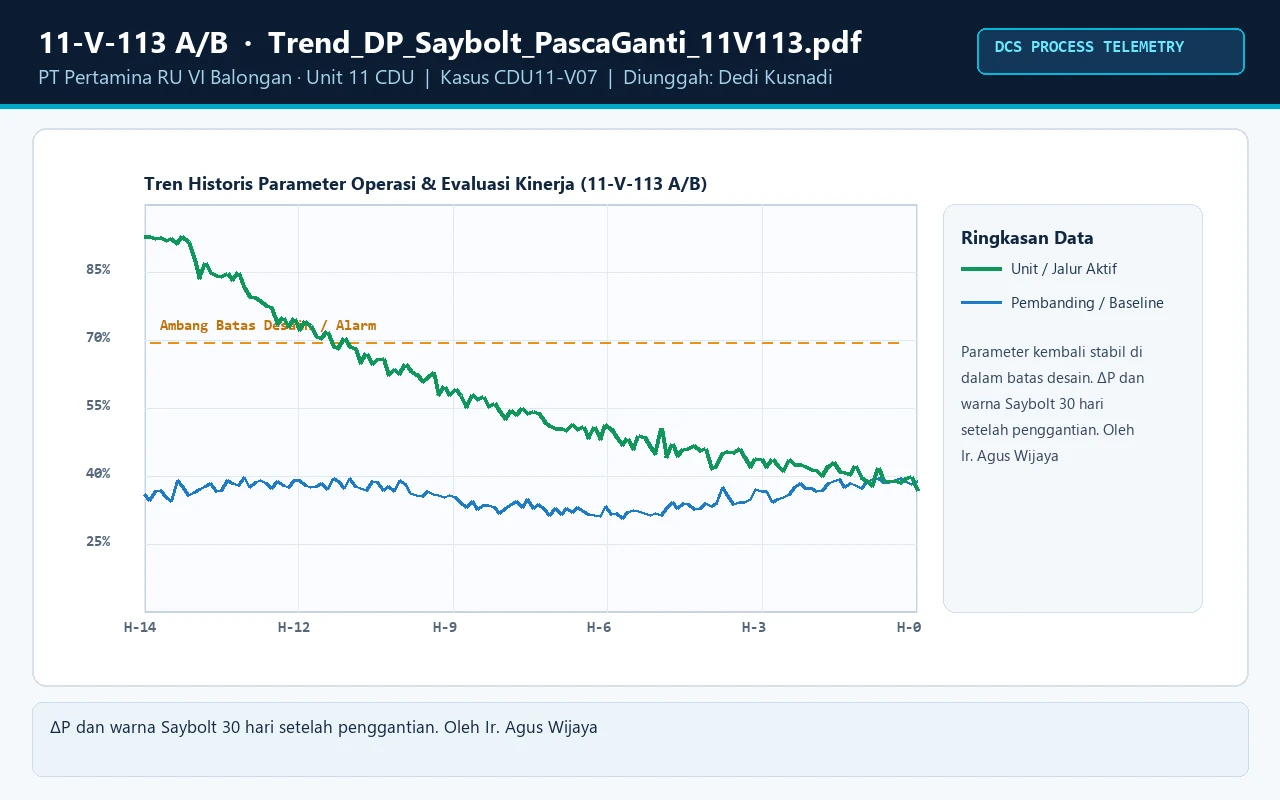 11-V-113 A/B · Trend_DP_Saybolt_PascaGanti_11V113.pdf
PT Pertamina RU VI Balongan · Unit 11 CDU | Kasus CDU11-V07 | Diunggah: Dedi Kusnadi
DCS PROCESS TELEMETRY
Tren Historis Parameter Operasi & Evaluasi Kinerja (11-V-113 A/B)
85%
70%
55%
40%
25%
Ambang Batas Desain / Alarm
H-14
H-12
H-9
H-6
H-3
H-0
Ringkasan Data
Unit / Jalur Aktif
Pembanding / Baseline
Parameter kembali stabil di
dalam batas desain. ΔP dan
warna Saybolt 30 hari
setelah penggantian. Oleh
Ir. Agus Wijaya
ΔP dan warna Saybolt 30 hari setelah penggantian. Oleh Ir. Agus Wijaya